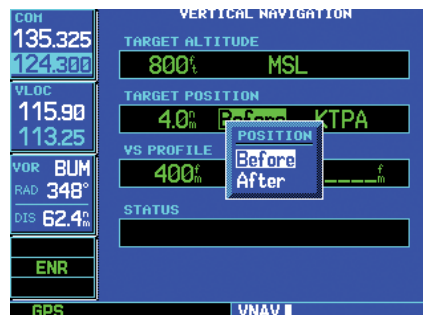 COM
135.325
124.300
VLOC
115.90
113.25
VOR BUM
RAD 348°
DIS 62.4nm
ENR
GPS
VERTICAL NAVIGATION
TARGET ALTITUDE
800ft MSL
TARGET POSITION
4.0nm Before KTPA
VS PROFILE
400fm ____fm
POSITION
Before
After
STATUS
VNAV